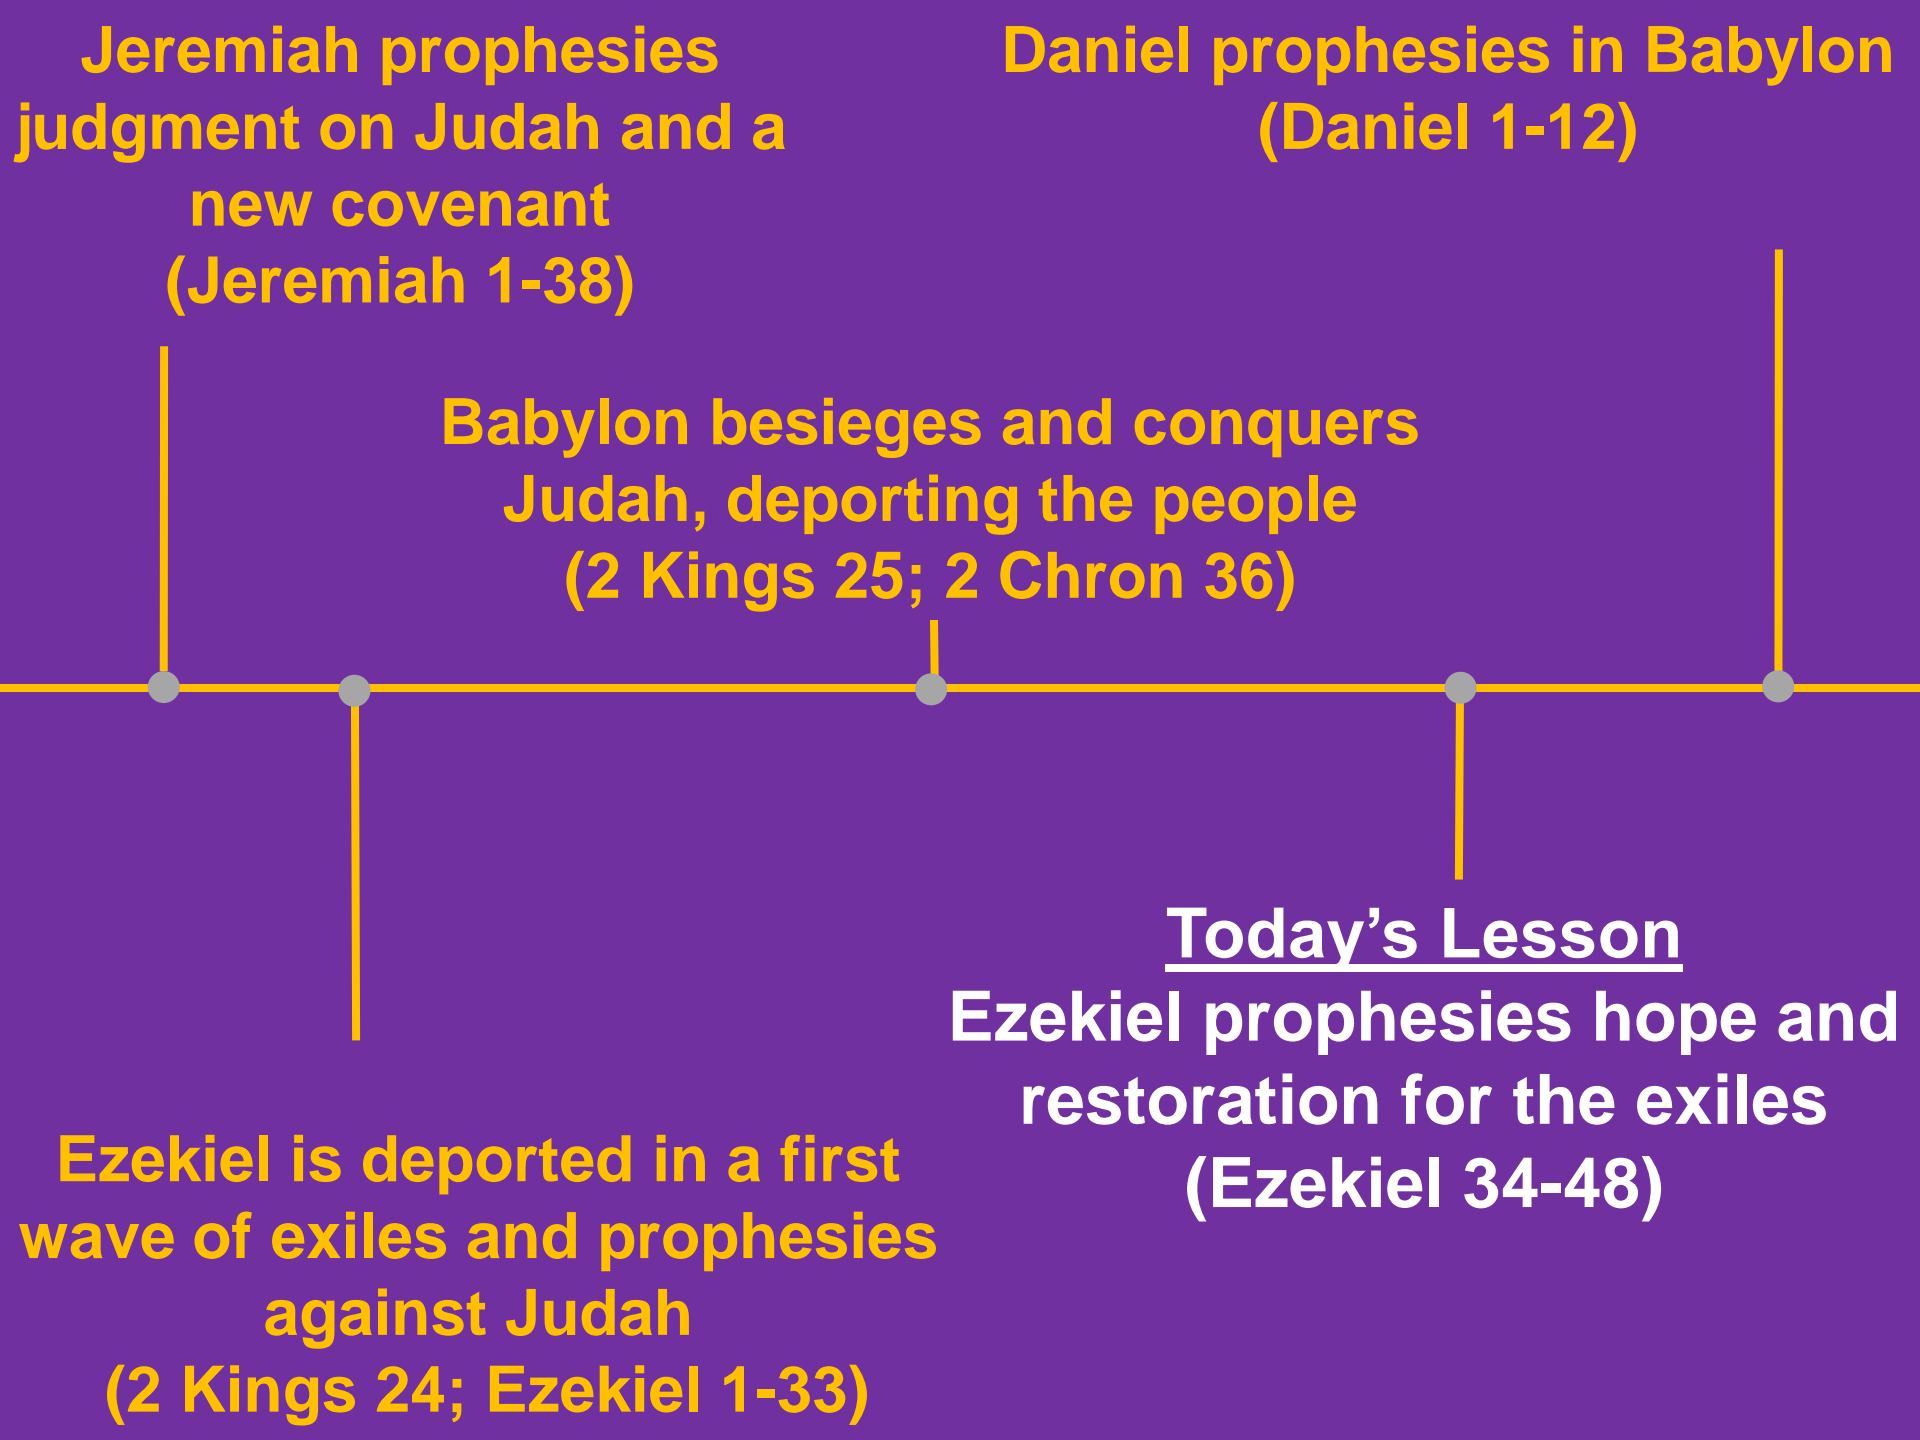 Jeremiah prophesies
judgment on Judah and a
new covenant
(Jeremiah 1-38)
Daniel prophesies in Babylon
(Daniel 1-12)
Babylon besieges and conquers
Judah, deporting the people
(2 Kings 25; 2 Chron 36)
Ezekiel is deported in a first
wave of exiles and prophesies
against Judah
(2 Kings 24; Ezekiel 1-33)
Today’s Lesson
Ezekiel prophesies hope and
restoration for the exiles
(Ezekiel 34-48)